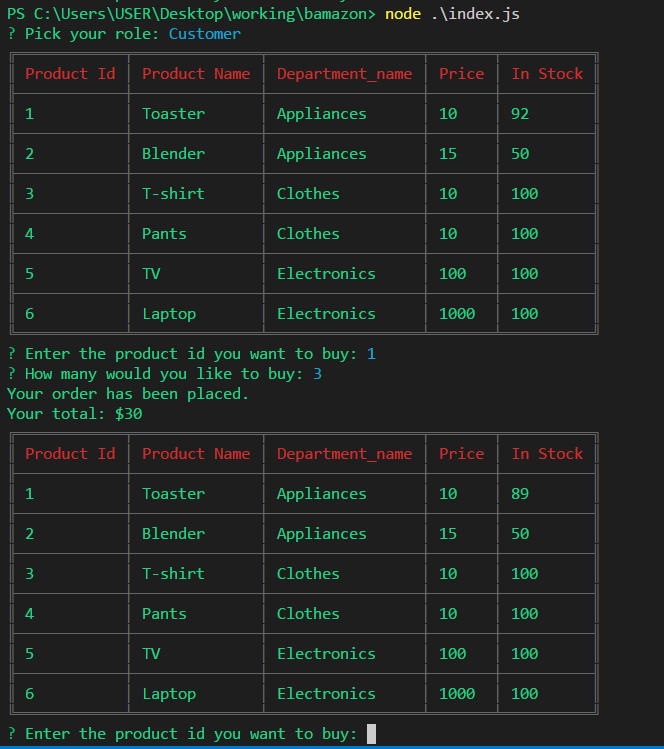 PS C:\Users\USER\Desktop\working\bamazon> node .\index.js
? Pick your role: Customer
Product Id Product Name Department_name Price In Stock
1 Toaster Appliances 10 92
2 Blender Appliances 15 50
3 T-shirt Clothes 10 100
4 Pants Clothes 10 100
5 TV Electronics 100 100
6 Laptop Electronics 1000 100
? Enter the product id you want to buy: 1
? How many would you like to buy: 3
Your order has been placed.
Your total: $30
Product Id Product Name Department_name Price In Stock
1 Toaster Appliances 10 89
2 Blender Appliances 15 50
3 T-shirt Clothes 10 100
4 Pants Clothes 10 100
5 TV Electronics 100 100
6 Laptop Electronics 1000 100
? Enter the product id you want to buy: